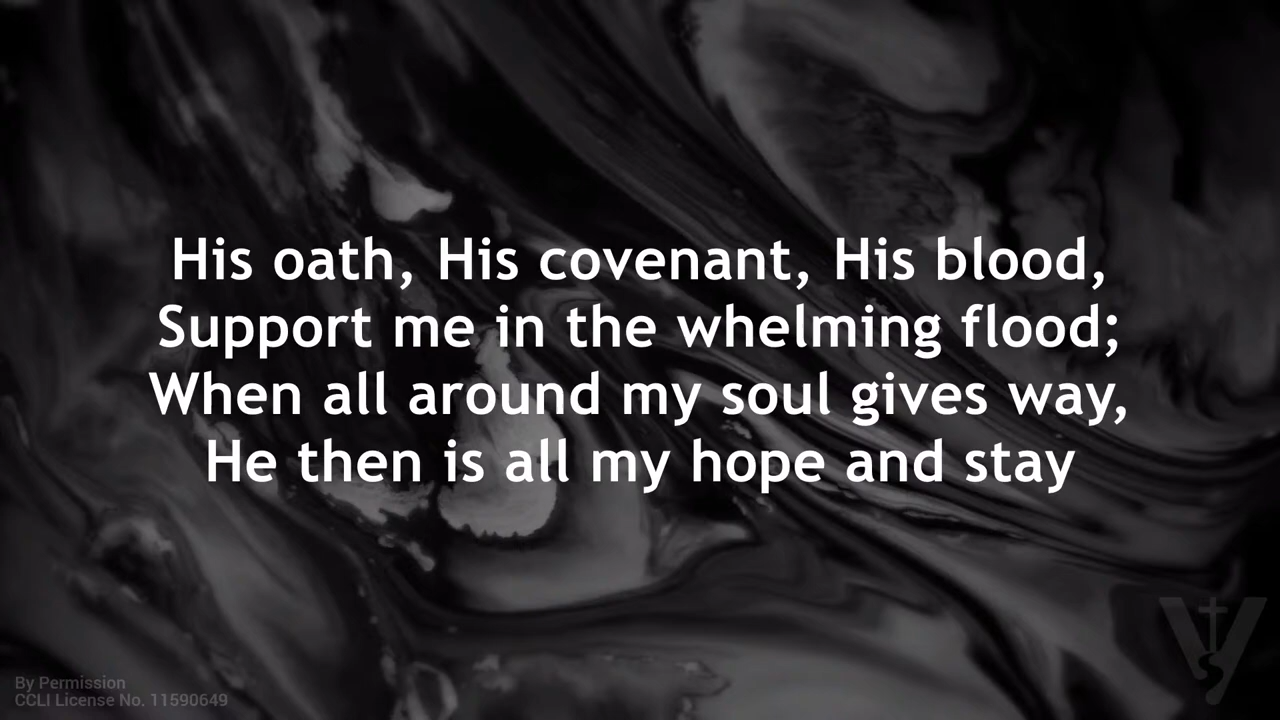 His oath, His covenant, His blood,
Support me in the whelming flood;
When all around my soul gives way,
He then is all my hope and stay
By Permission
CCLI License No. 11590649